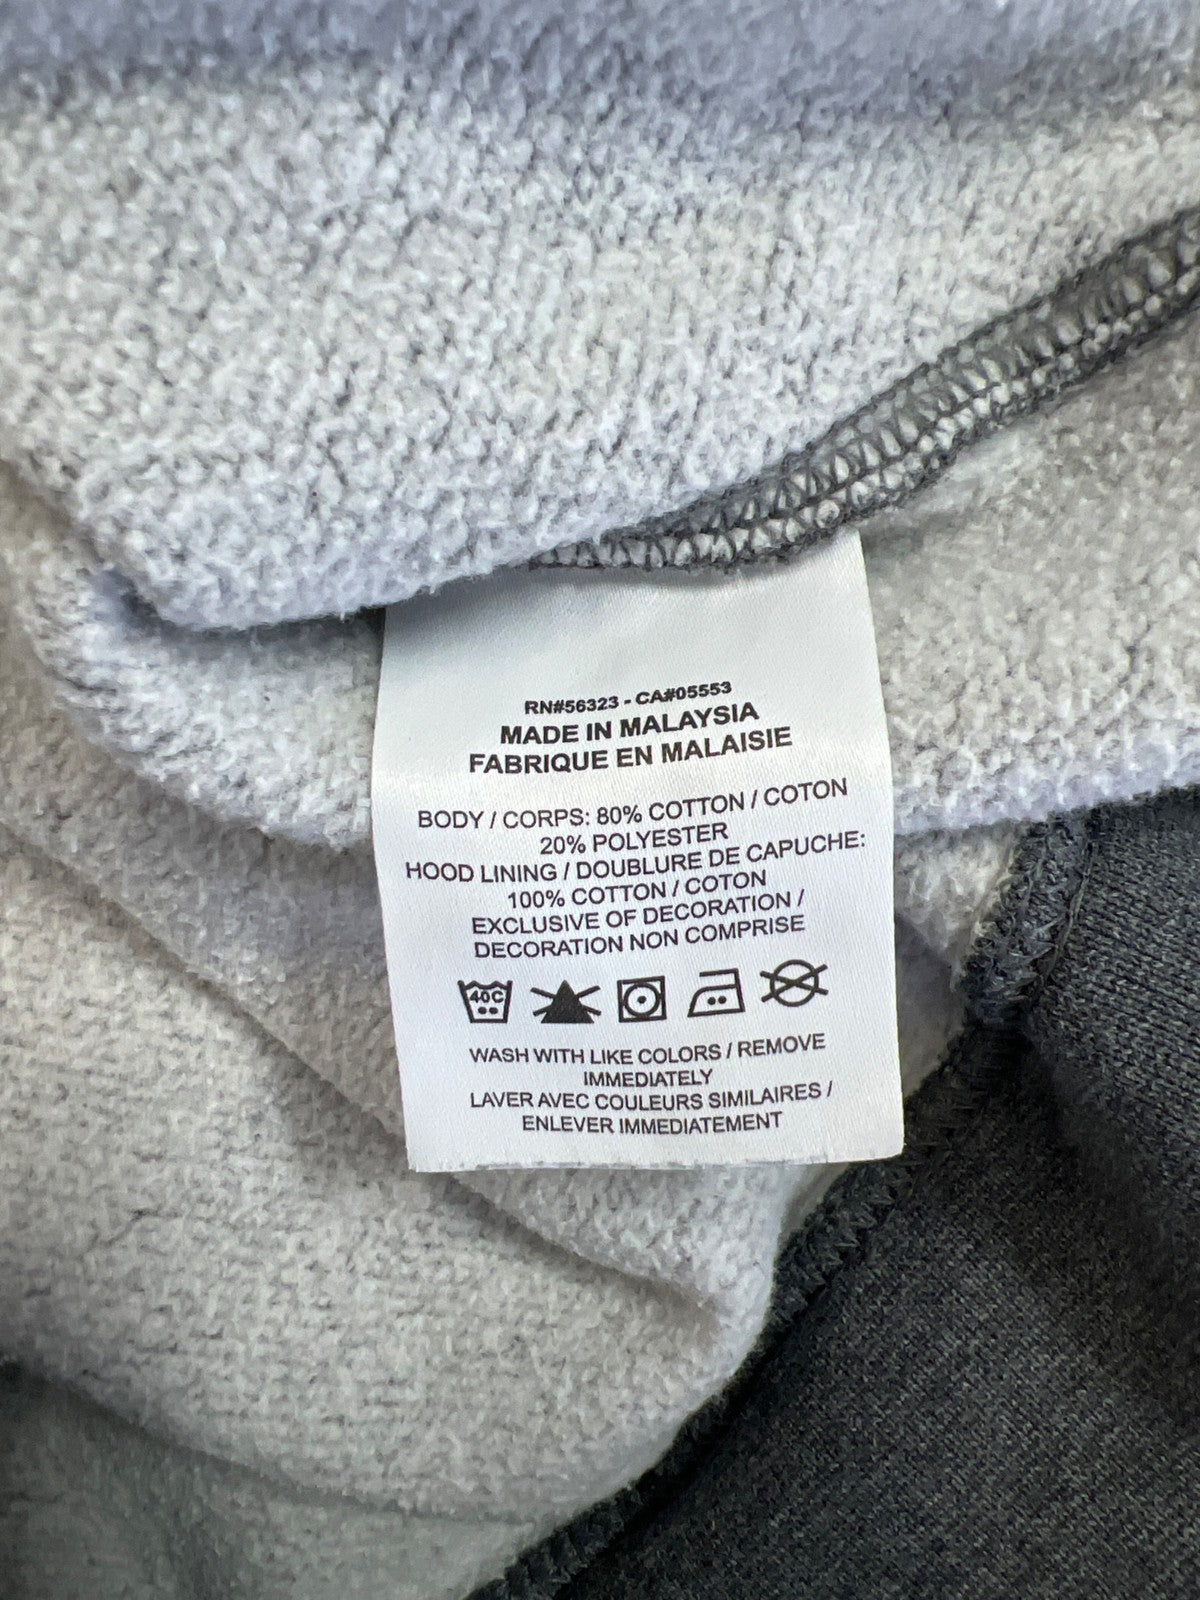 RN#56323 - CA#05553
MADE IN MALAYSIA
FABRIQUE EN MALAISIE
BODY / CORPS: 80% COTTON / COTON
20% POLYESTER
HOOD LINING / DOUBLURE DE CAPUCHE:
100% COTTON / COTON
EXCLUSIVE OF DECORATION /
DECORATION NON COMPRISE
40C
WASH WITH LIKE COLORS / REMOVE
IMMEDIATELY
LAVER AVEC COULEURS SIMILAIRES /
ENLEVER IMMEDIATEMENT